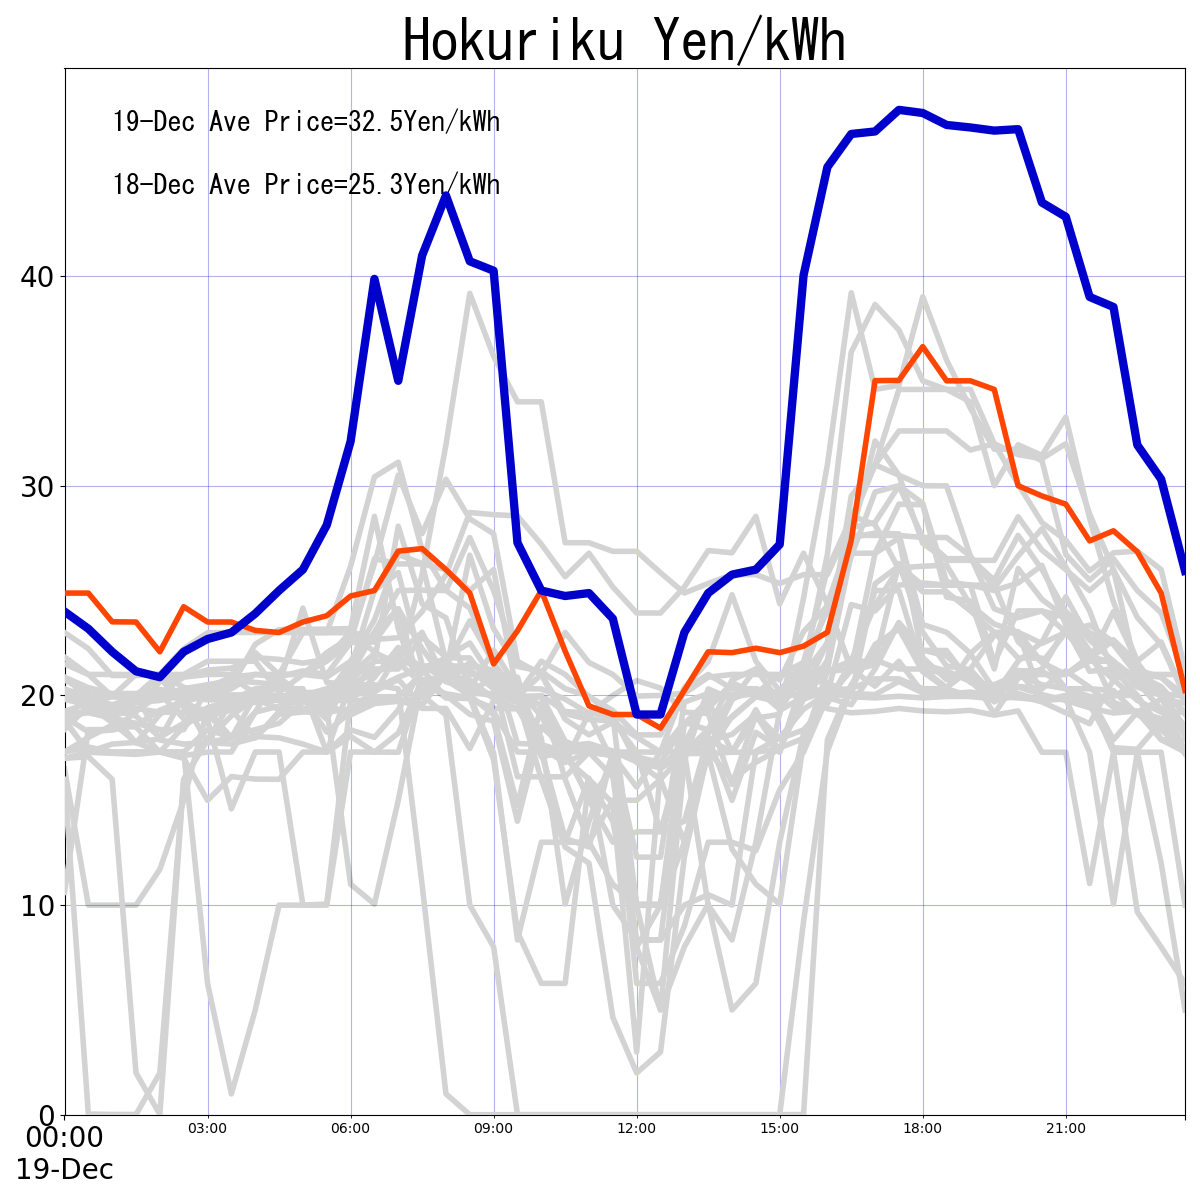 Hokuriku Yen/kWh
19-Dec Ave Price=32.5Yen/kWh
18-Dec Ave Price=25.3Yen/kWh
40
30
20
10
0
00:00 03:00 06:00 09:00 12:00 15:00 18:00 21:00
19-Dec